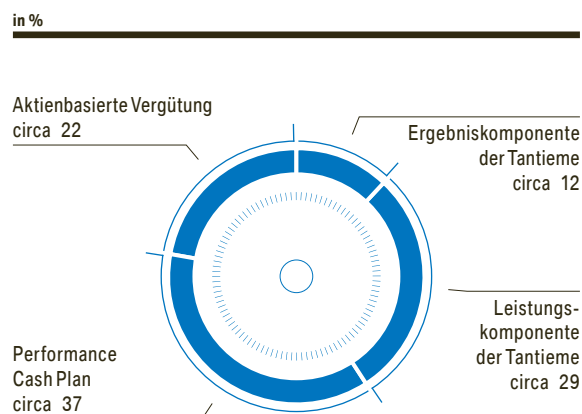 in %
Aktienbasierte Vergütung
circa 22
Ergebniskomponente
der Tantieme
circa 12
Leistungs-
komponente
der Tantieme
circa 29
Performance
Cash Plan
circa 37